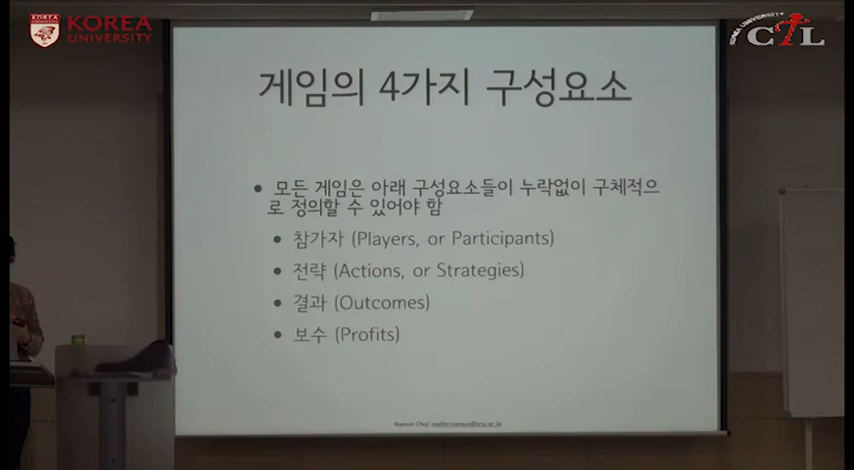 KOREA
UNIVERSITY
KOREA UNIVERSITY
CTL
게임의 4가지 구성요소
• 모든 게임은 아래 구성요소들이 누락없이 구체적으
로 정의할 수 있어야 함
• 참가자 (Players, or Participants)
• 전략 (Actions, or Strategies)
• 결과 (Outcomes)
• 보수 (Profits)